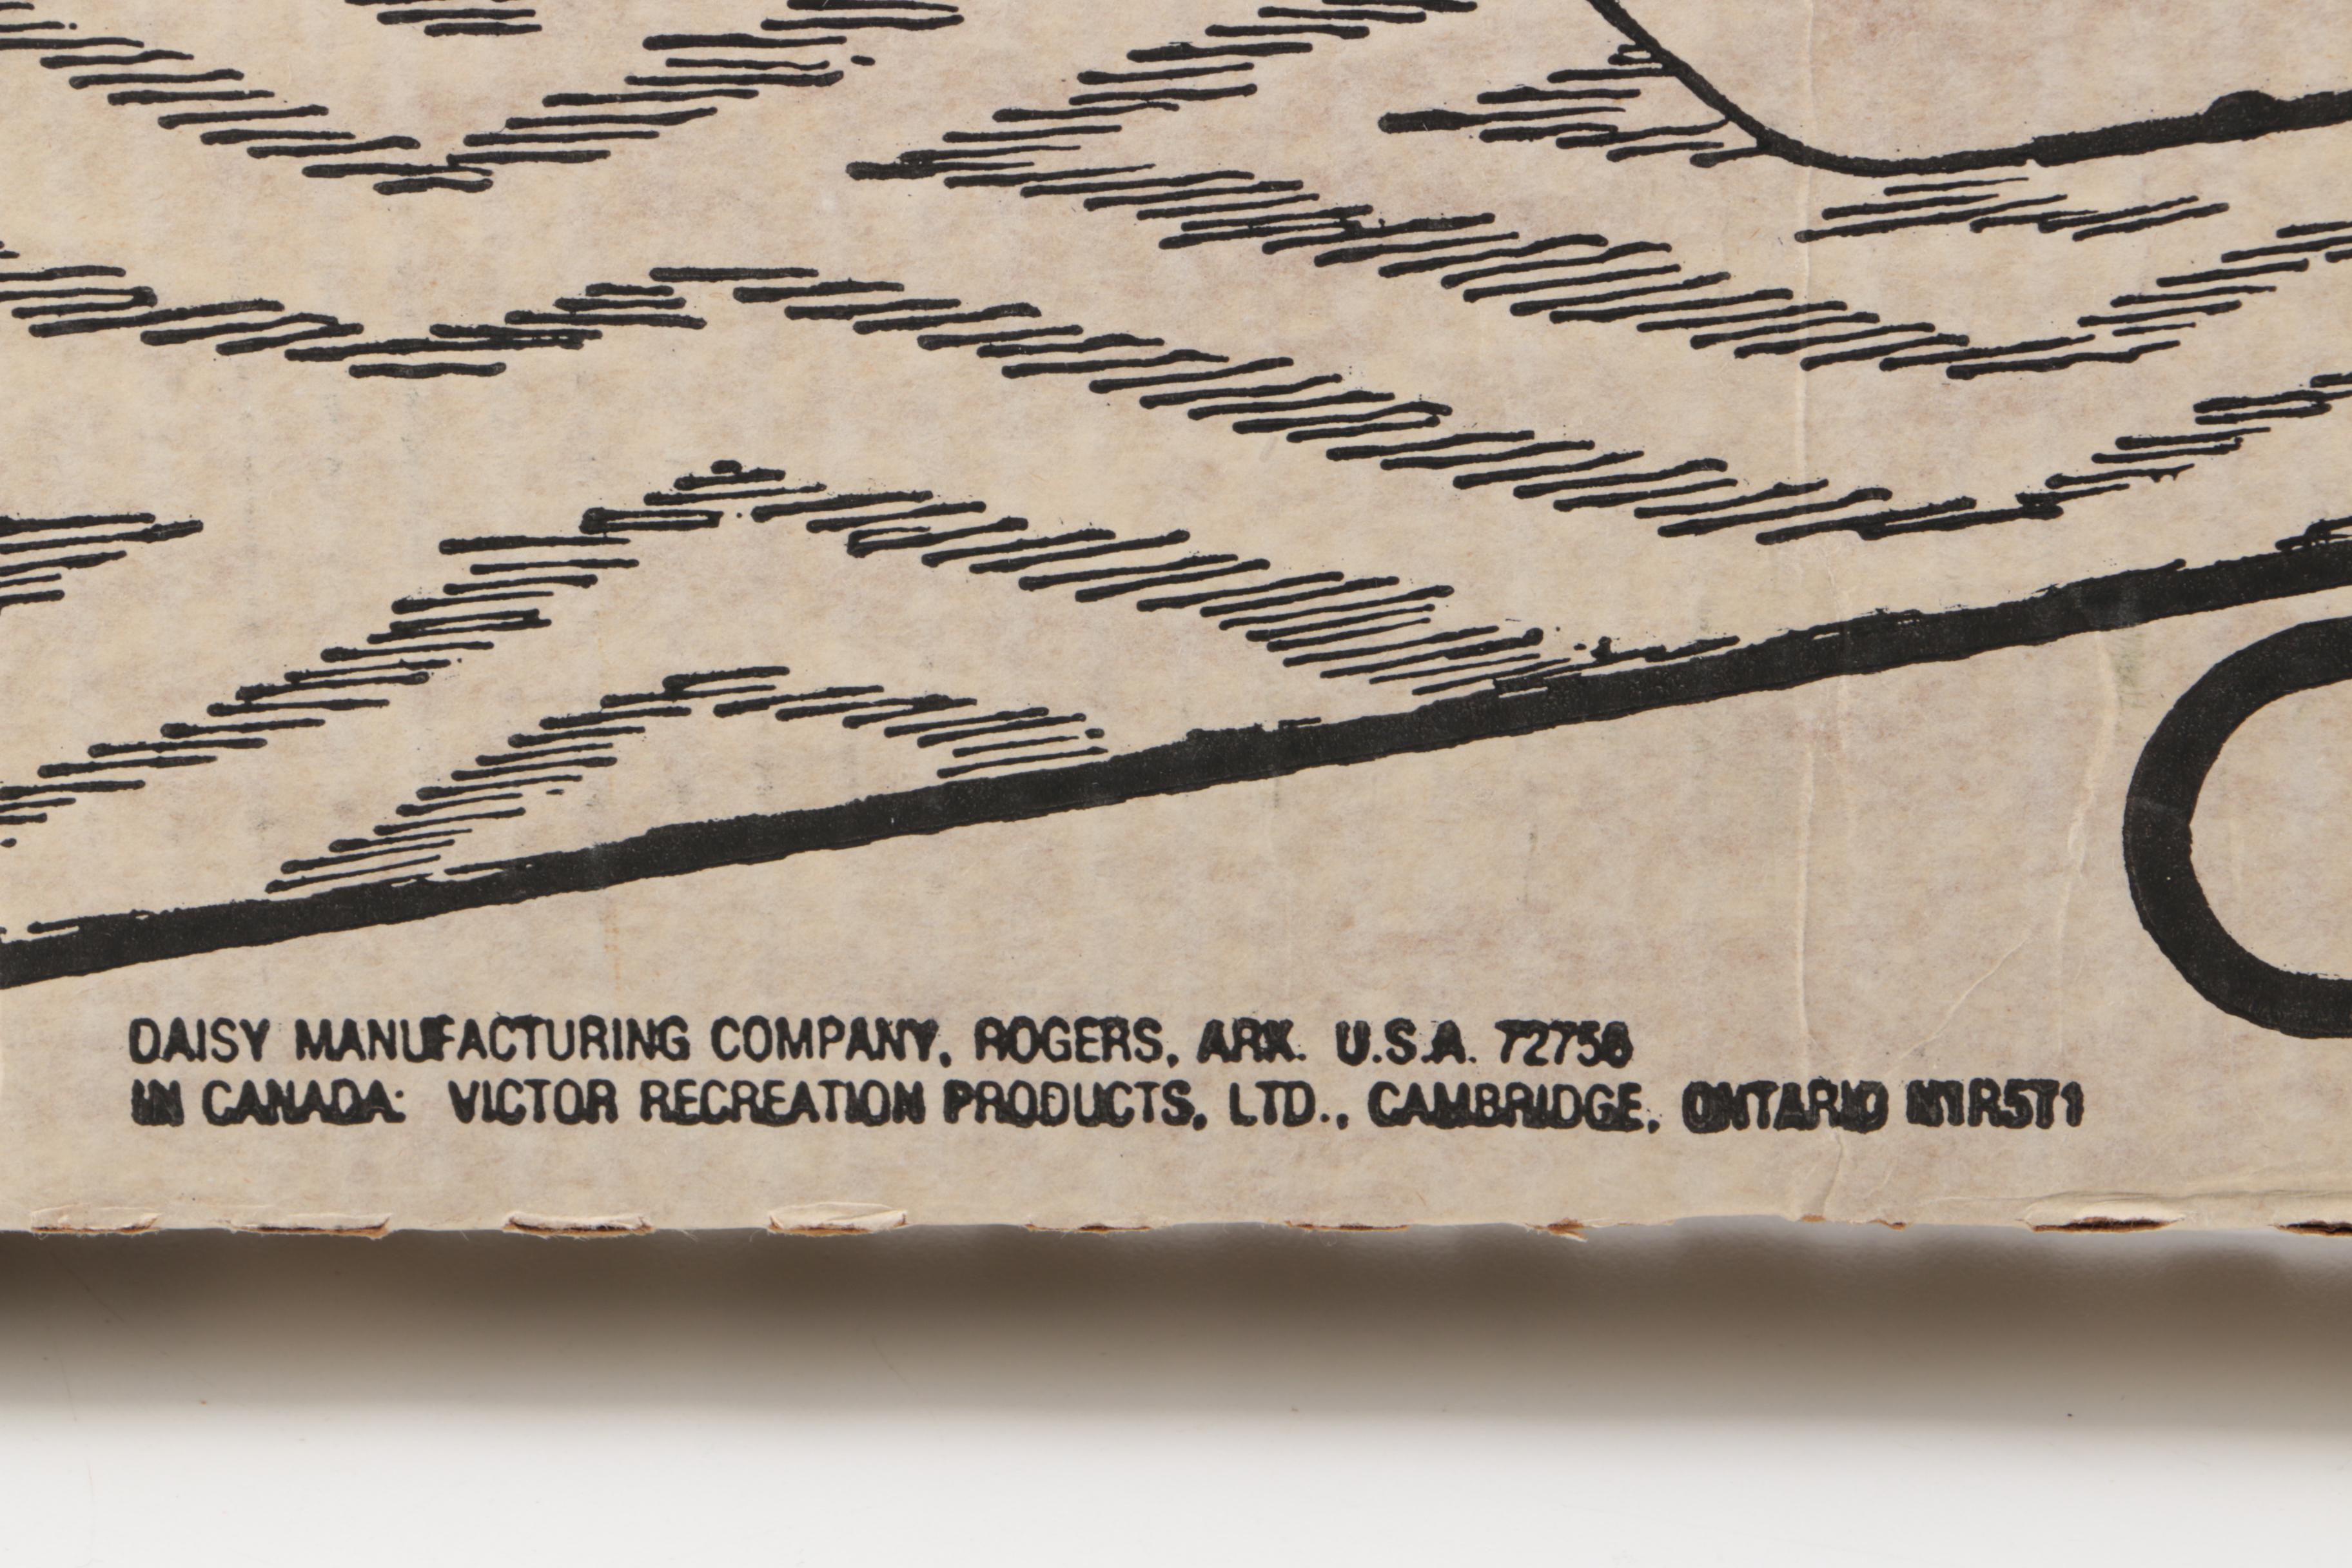 DAISY MANUFACTURING COMPANY, ROGERS, ARK. U.S.A. 72756
IN CANADA: VICTOR RECREATION PRODUCTS, LTD., CAMBRIDGE, ONTARIO N1R5T1